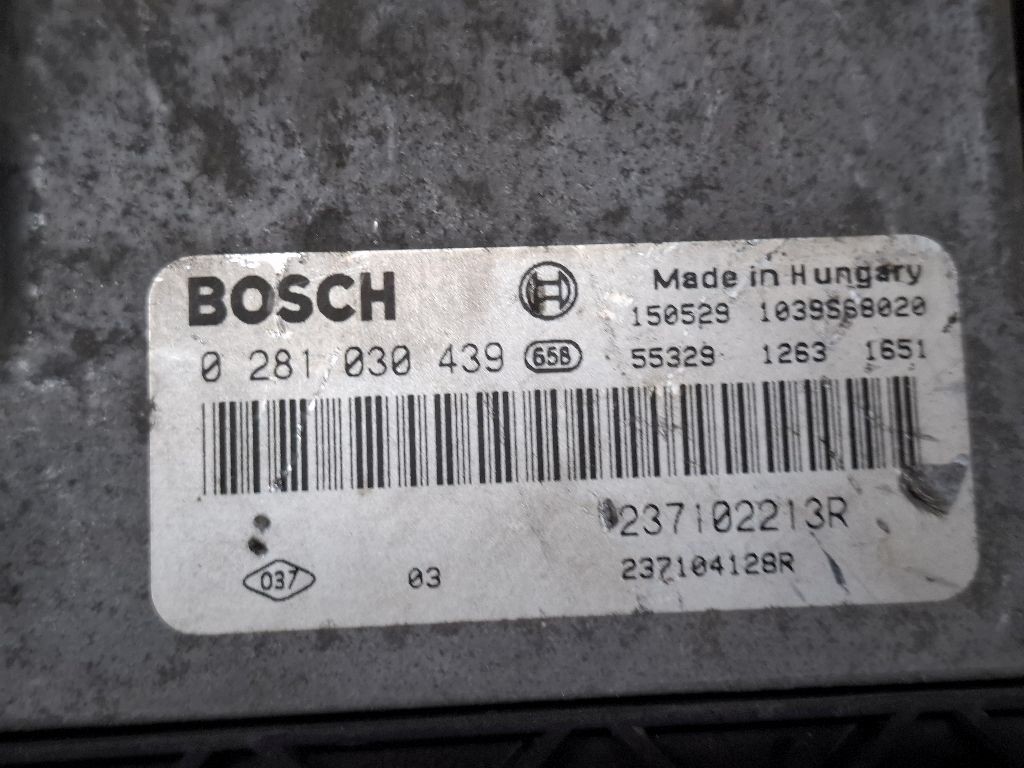 BOSCH
Made in Hungary
150529 1039S68020
0 281 030 439 658 55329 1263 1651
237102213R
037 03 237104128R